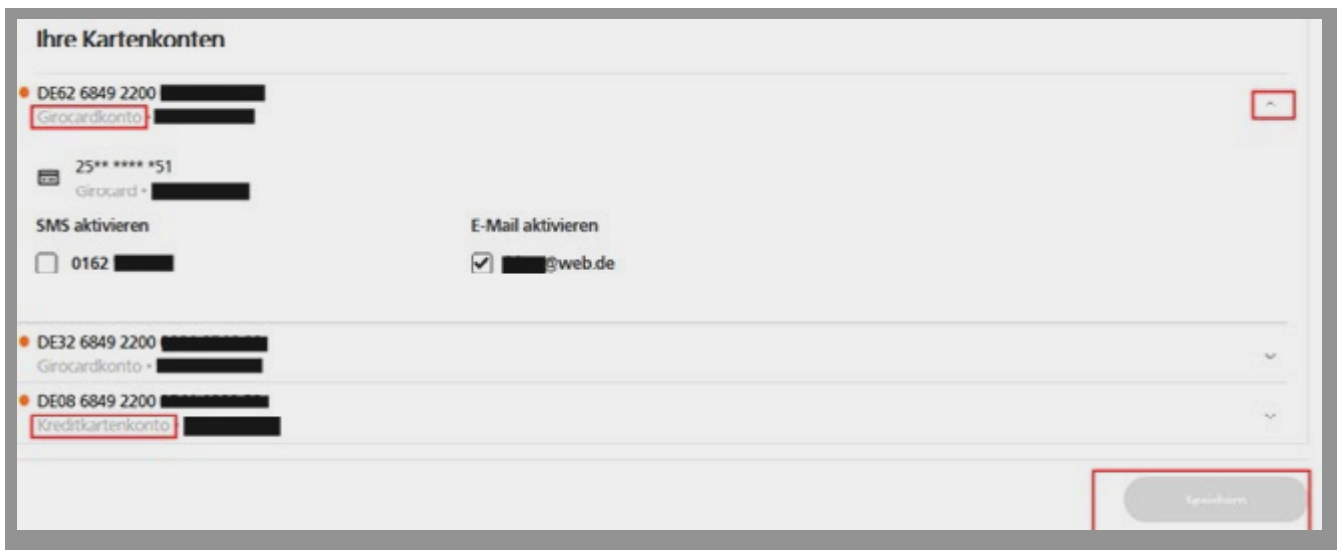 Ihre Kartenkonten
DE62 6849 2200
Girocardkonto •
25** **** *51
Girocard •
SMS aktivieren
E-Mail aktivieren
0162
@web.de
DE32 6849 2200
Girocardkonto •
DE08 6849 2200
Kreditkartenkonto •
Speichern